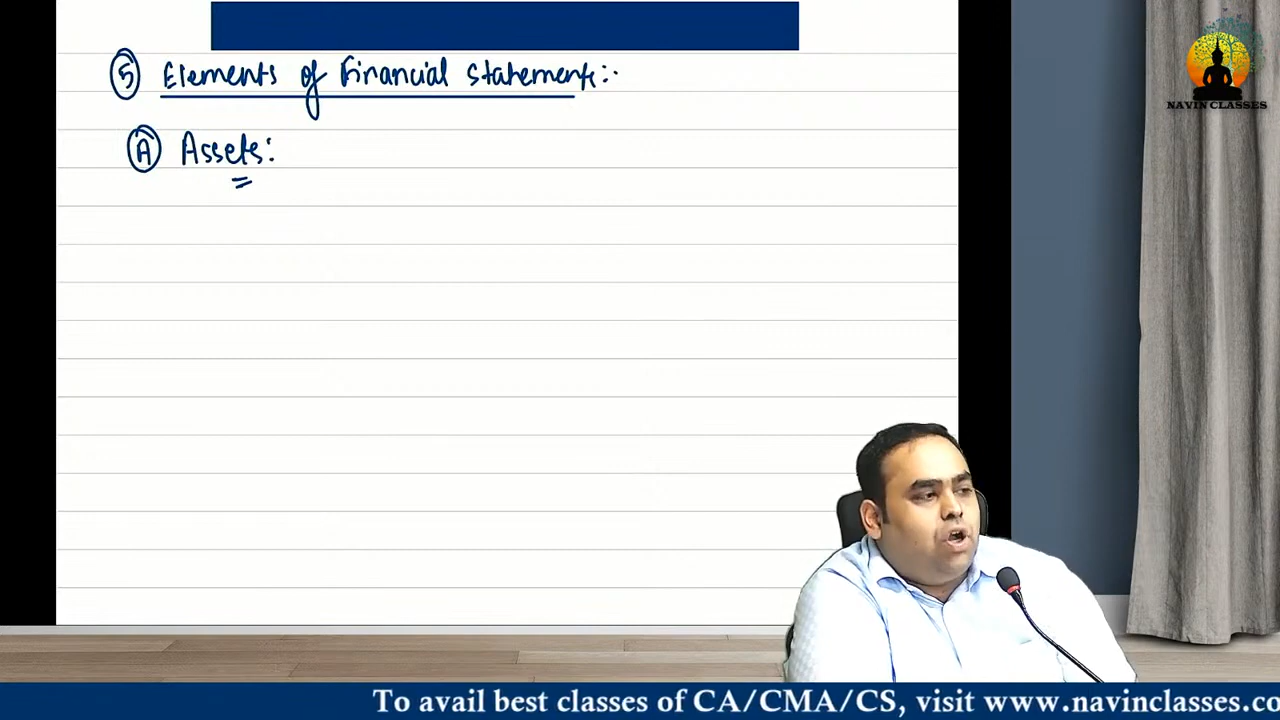 NAVIN CLASSES
5 Elements of Financial Statements:-
A Assets:
To avail best classes of CA/CMA/CS, visit www.navinclasses.co